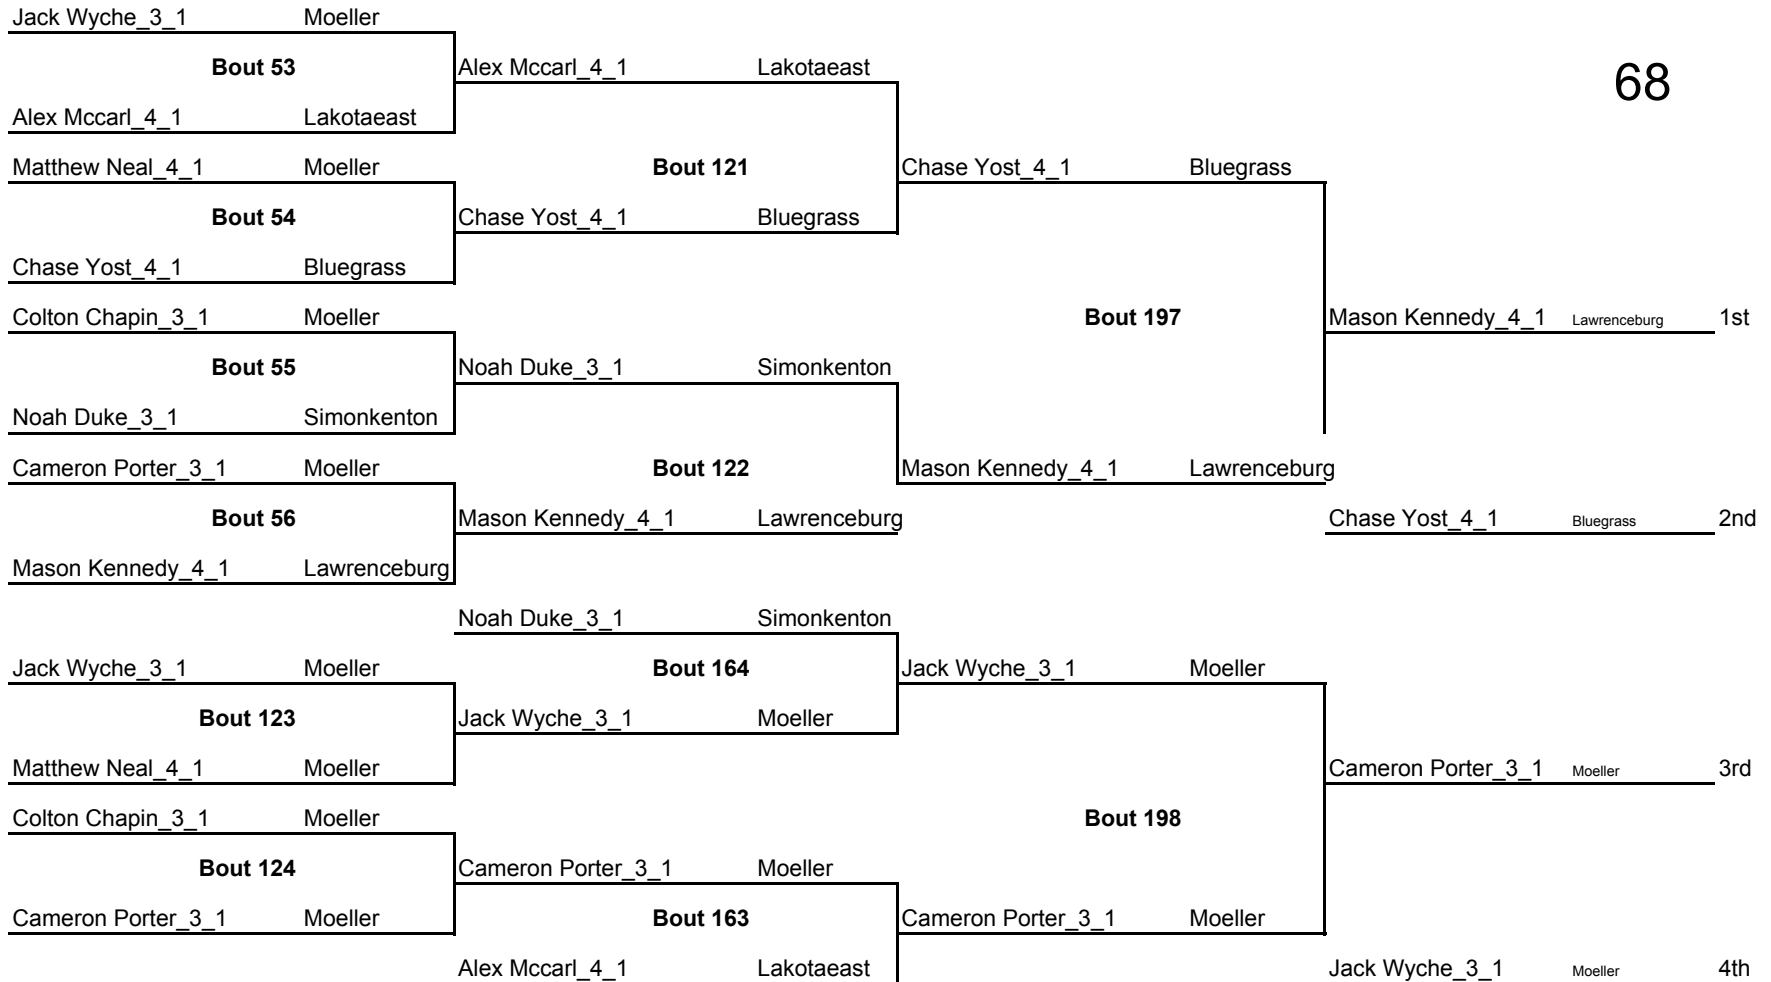 Jack Wyche_3_1 Moeller
Bout 53 Alex Mccarl_4_1 Lakotaeast
68
Alex Mccarl_4_1 Lakotaeast
Matthew Neal_4_1 Moeller Bout 121 Chase Yost_4_1 Bluegrass
Bout 54 Chase Yost_4_1 Bluegrass
Chase Yost_4_1 Bluegrass
Colton Chapin_3_1 Moeller Bout 197 Mason Kennedy_4_1 Lawrenceburg 1st
Bout 55 Noah Duke_3_1 Simonkenton
Noah Duke_3_1 Simonkenton
Cameron Porter_3_1 Moeller Bout 122 Mason Kennedy_4_1 Lawrenceburg
Bout 56 Mason Kennedy_4_1 Lawrenceburg Chase Yost_4_1 Bluegrass 2nd
Mason Kennedy_4_1 Lawrenceburg
Noah Duke_3_1 Simonkenton
Jack Wyche_3_1 Moeller Bout 164 Jack Wyche_3_1 Moeller
Bout 123 Jack Wyche_3_1 Moeller
Matthew Neal_4_1 Moeller Cameron Porter_3_1 Moeller 3rd
Colton Chapin_3_1 Moeller Bout 198
Bout 124 Cameron Porter_3_1 Moeller
Cameron Porter_3_1 Moeller Bout 163 Cameron Porter_3_1 Moeller
Alex Mccarl_4_1 Lakotaeast Jack Wyche_3_1 Moeller 4th